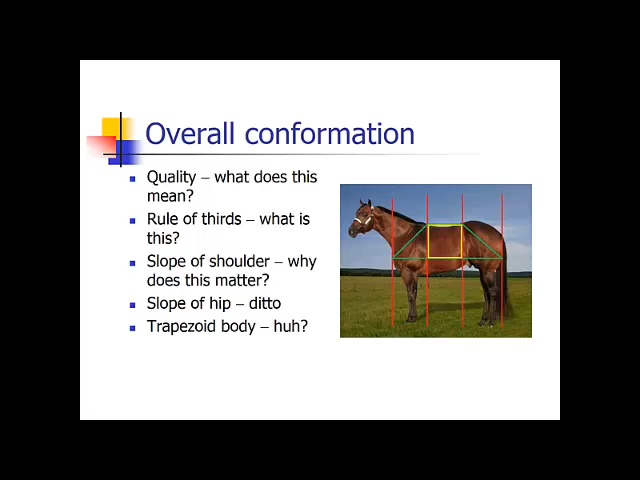 Overall conformation
Quality – what does this
mean?
Rule of thirds – what is
this?
Slope of shoulder – why
does this matter?
Slope of hip – ditto
Trapezoid body – huh?